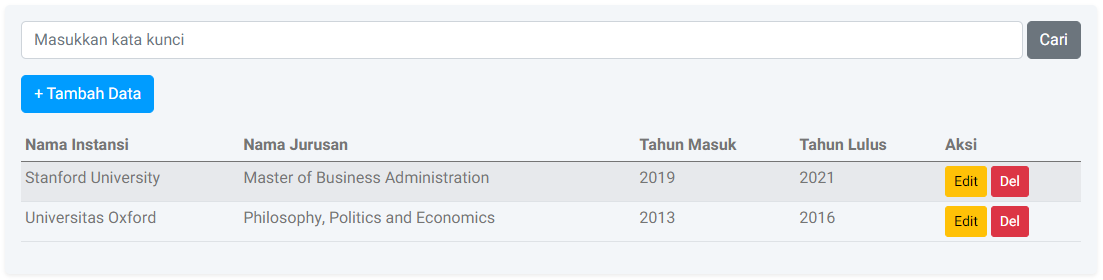 Masukkan kata kunci Cari
+ Tambah Data
Nama Instansi Nama Jurusan Tahun Masuk Tahun Lulus Aksi
Stanford University Master of Business Administration 2019 2021 Edit Del
Universitas Oxford Philosophy, Politics and Economics 2013 2016 Edit Del